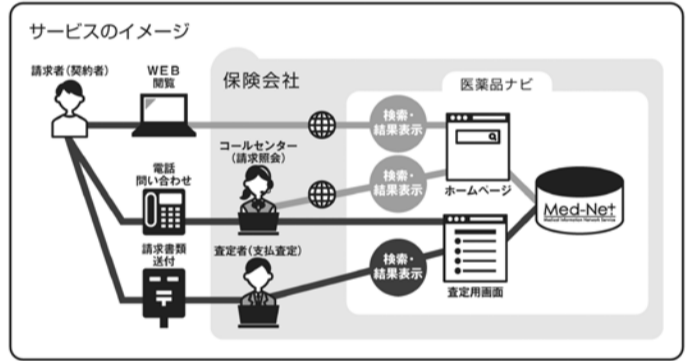 サービスのイメージ
請求者(契約者)
WEB
閲覧
保険会社
医薬品ナビ
検索・
結果表示
コールセンター
(請求照会)
電話
問い合わせ
検索・
結果表示
ホームページ
Med-Net
Medical Information Network Service
請求書類
送付
査定者(支払査定)
検索・
結果表示
査定用画面